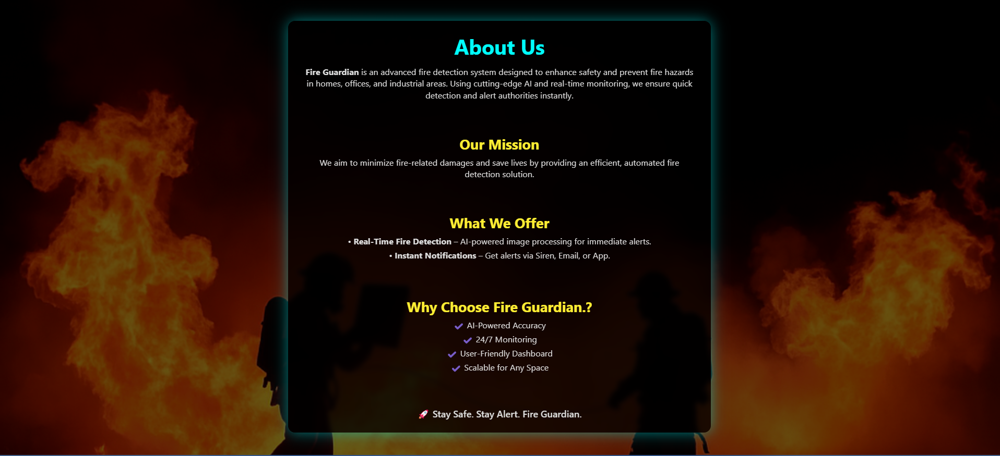 About Us
Fire Guardian is an advanced fire detection system designed to enhance safety and prevent fire hazards
in homes, offices, and industrial areas. Using cutting-edge AI and real-time monitoring, we ensure quick
detection and alert authorities instantly.
Our Mission
We aim to minimize fire-related damages and save lives by providing an efficient, automated fire
detection solution.
What We Offer
• Real-Time Fire Detection – AI-powered image processing for immediate alerts.
• Instant Notifications – Get alerts via Siren, Email, or App.
Why Choose Fire Guardian.?
✔ AI-Powered Accuracy
✔ 24/7 Monitoring
✔ User-Friendly Dashboard
✔ Scalable for Any Space
🚀 Stay Safe. Stay Alert. Fire Guardian.